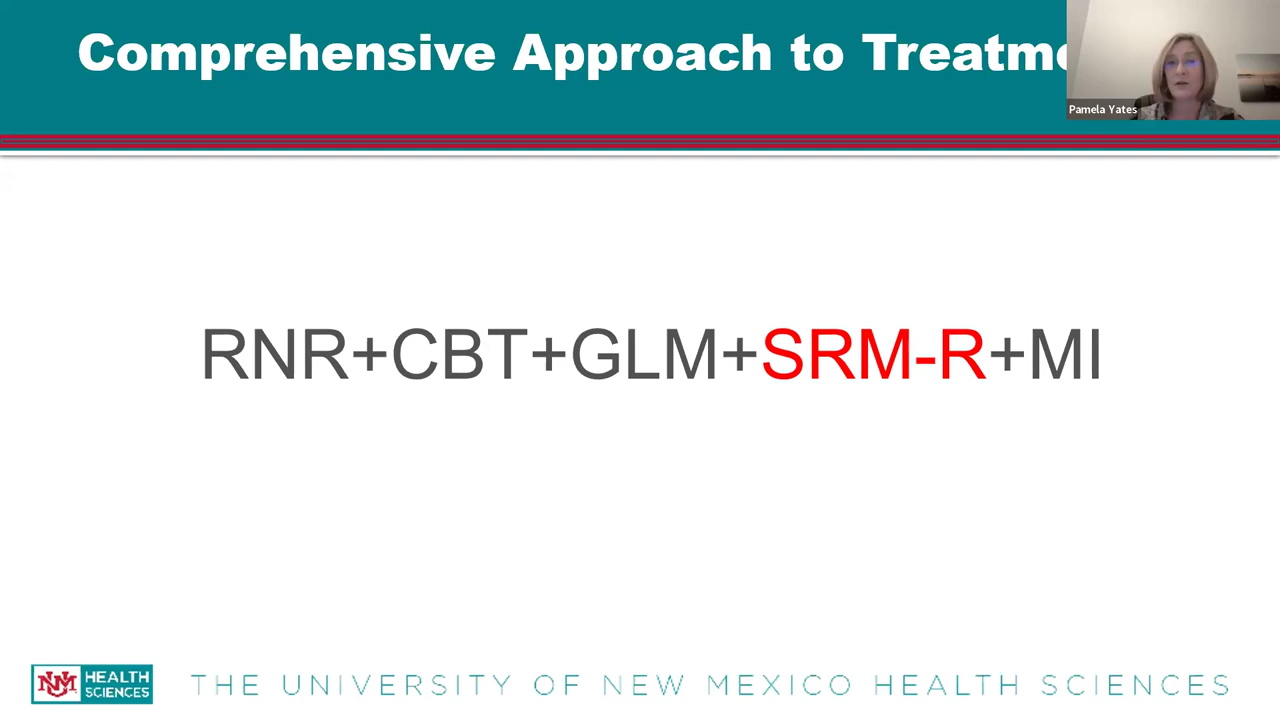 Comprehensive Approach to Treatme
Pamela Yates
RNR+CBT+GLM+SRM-R+MI
UNM HEALTH SCIENCES
THE UNIVERSITY OF NEW MEXICO HEALTH SCIENCES